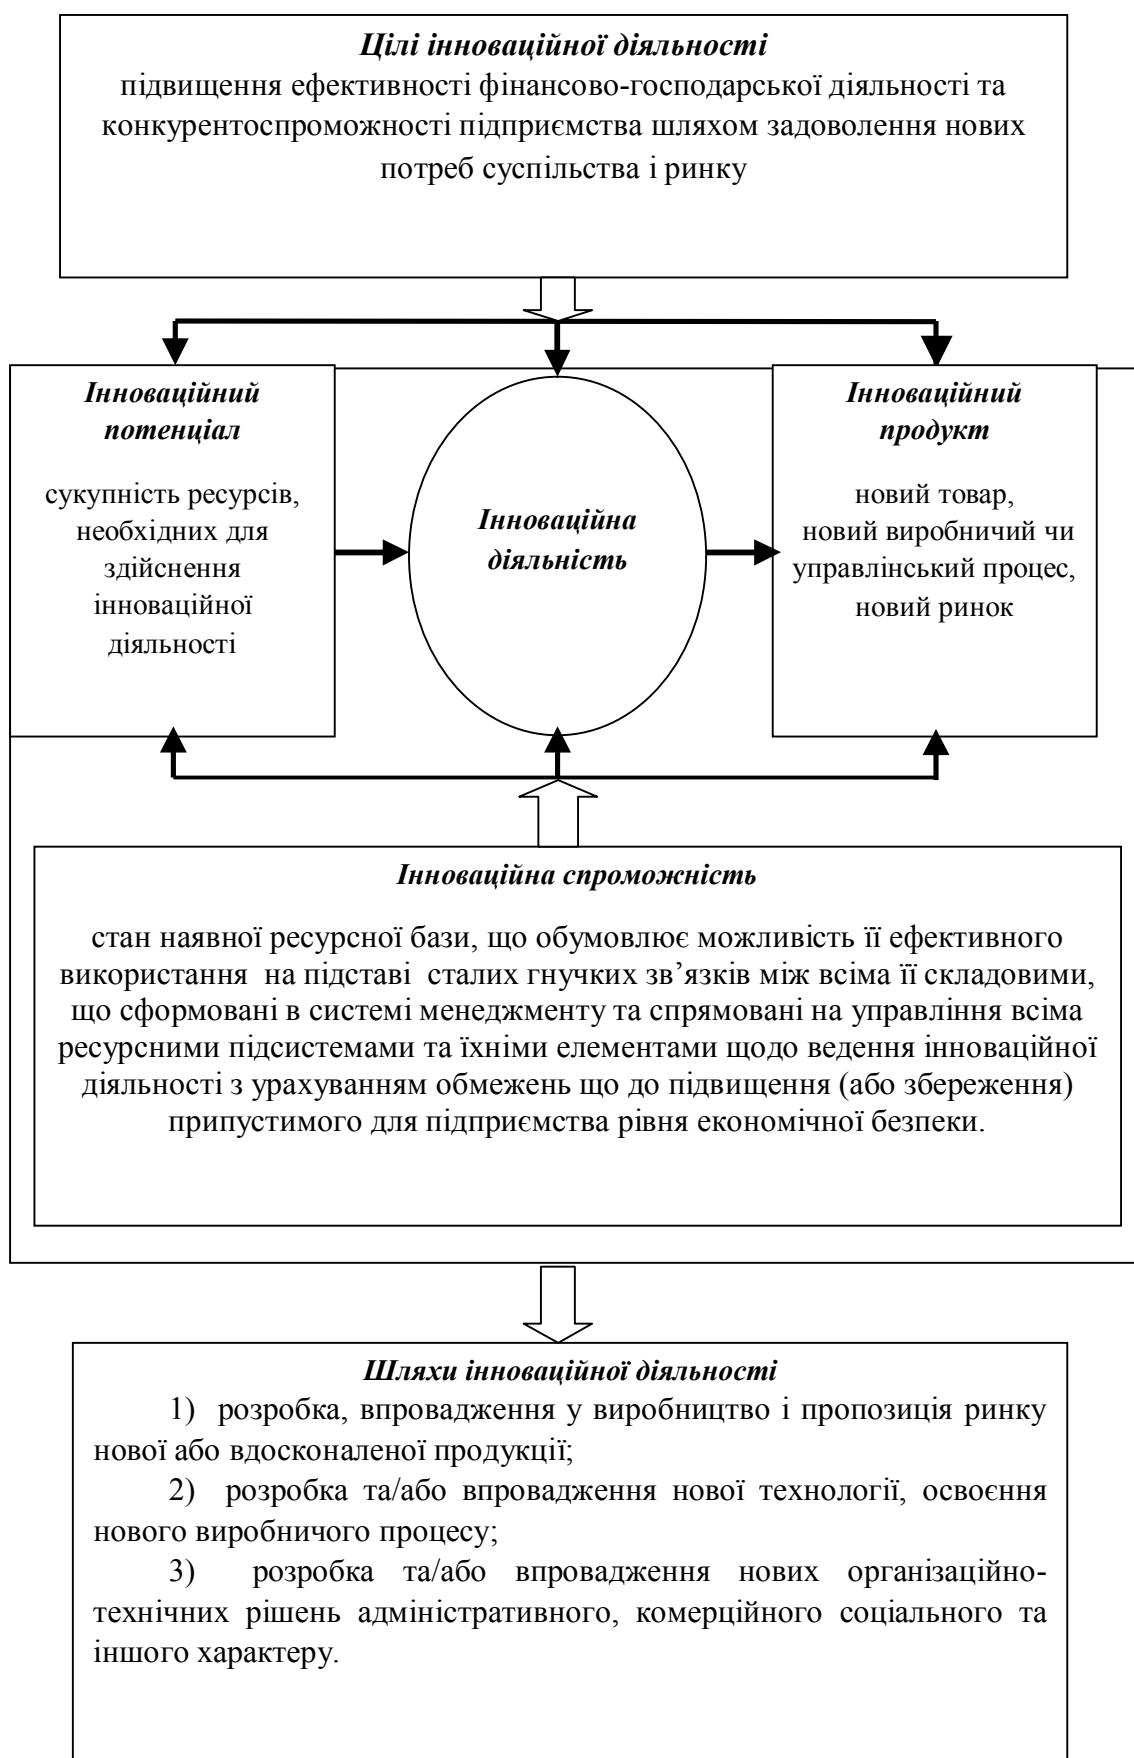 Цілі інноваційної діяльності
підвищення ефективності фінансово-господарської діяльності та
конкурентоспроможності підприємства шляхом задоволення нових
потреб суспільства і ринку
Інноваційний
потенціал
сукупність ресурсів,
необхідних для
здійснення
інноваційної
діяльності
Інноваційна
діяльність
Інноваційний
продукт
новий товар,
новий виробничий чи
управлінський процес,
новий ринок
Інноваційна спроможність
стан наявної ресурсної бази, що обумовлює можливість її ефективного
використання на підставі сталих гнучких зв’язків між всіма її складовими,
що сформовані в системі менеджменту та спрямовані на управління всіма
ресурсними підсистемами та їхніми елементами щодо ведення інноваційної
діяльності з урахуванням обмежень що до підвищення (або збереження)
припустимого для підприємства рівня економічної безпеки.
Шляхи інноваційної діяльності
1) розробка, впровадження у виробництво і пропозиція ринку
нової або вдосконаленої продукції;
2) розробка та/або впровадження нової технології, освоєння
нового виробничого процесу;
3) розробка та/або впровадження нових організаційно-
технічних рішень адміністративного, комерційного соціального та
іншого характеру.